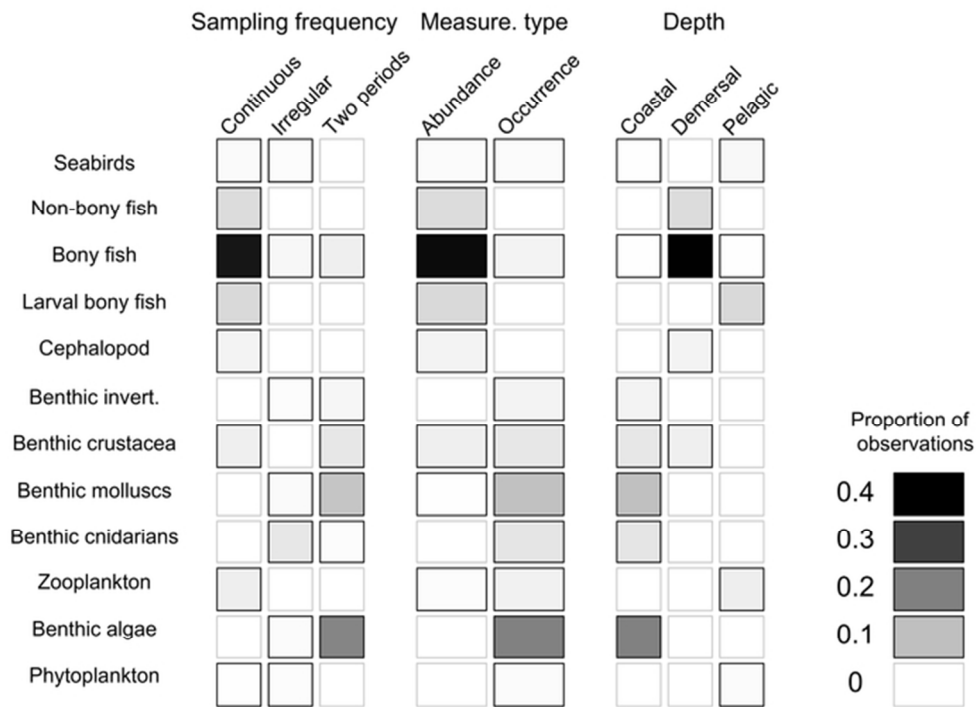 Sampling frequency Measure. type Depth
Continuous Irregular Two periods Abundance Occurrence Coastal Demersal Pelagic
Seabirds
Non-bony fish
Bony fish
Larval bony fish
Cephalopod
Benthic invert.
Benthic crustacea
Benthic molluscs
Benthic cnidarians
Zooplankton
Benthic algae
Phytoplankton
Proportion of
observations
0.4
0.3
0.2
0.1
0